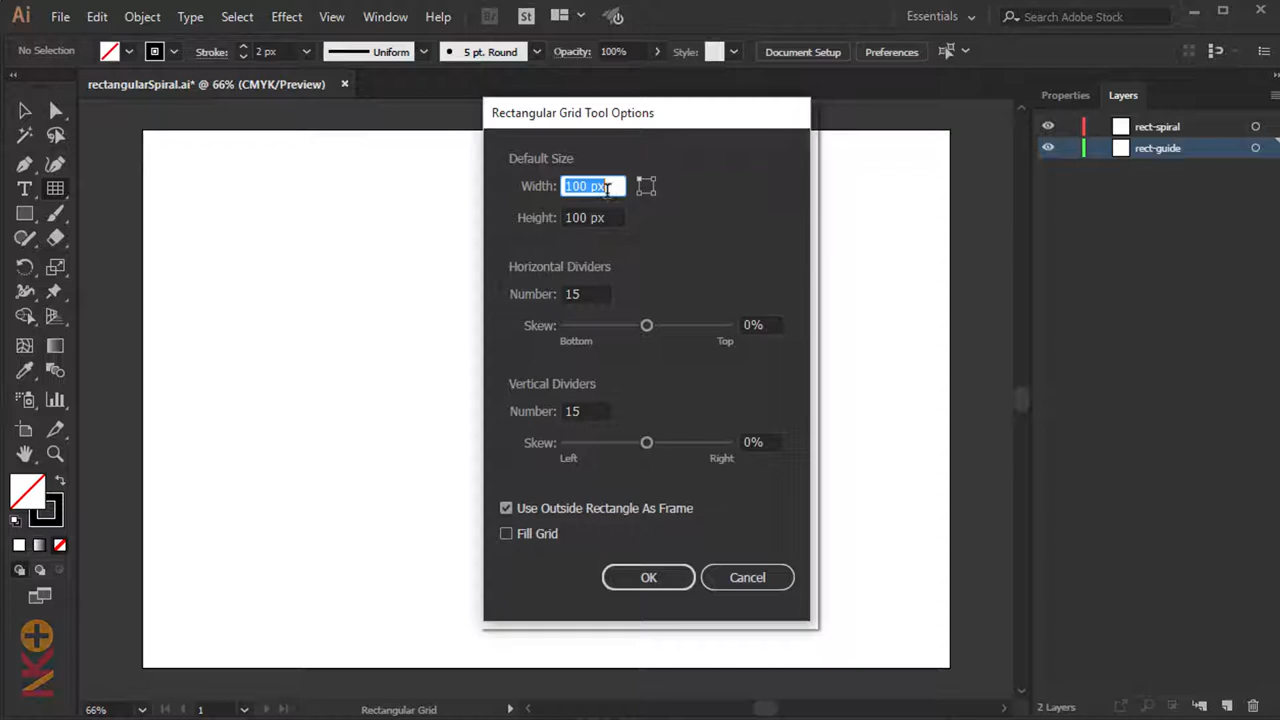 Ai File Edit Object Type Select Effect View Window Help Br St Essentials Search Adobe Stock
No Selection Stroke: 2 px Uniform 5 pt. Round Opacity: 100% Style: Document Setup Preferences
rectangularSpiral.ai* @ 66% (CMYK/Preview)
Properties Layers
Rectangular Grid Tool Options
rect-spiral
rect-guide
Default Size
Width: 100 px
Height: 100 px
Horizontal Dividers
Number: 15
Skew: 0%
Bottom Top
Vertical Dividers
Number: 15
Skew: 0%
Left Right
Use Outside Rectangle As Frame
Fill Grid
OK Cancel
66% 1 Rectangular Grid 2 Layers